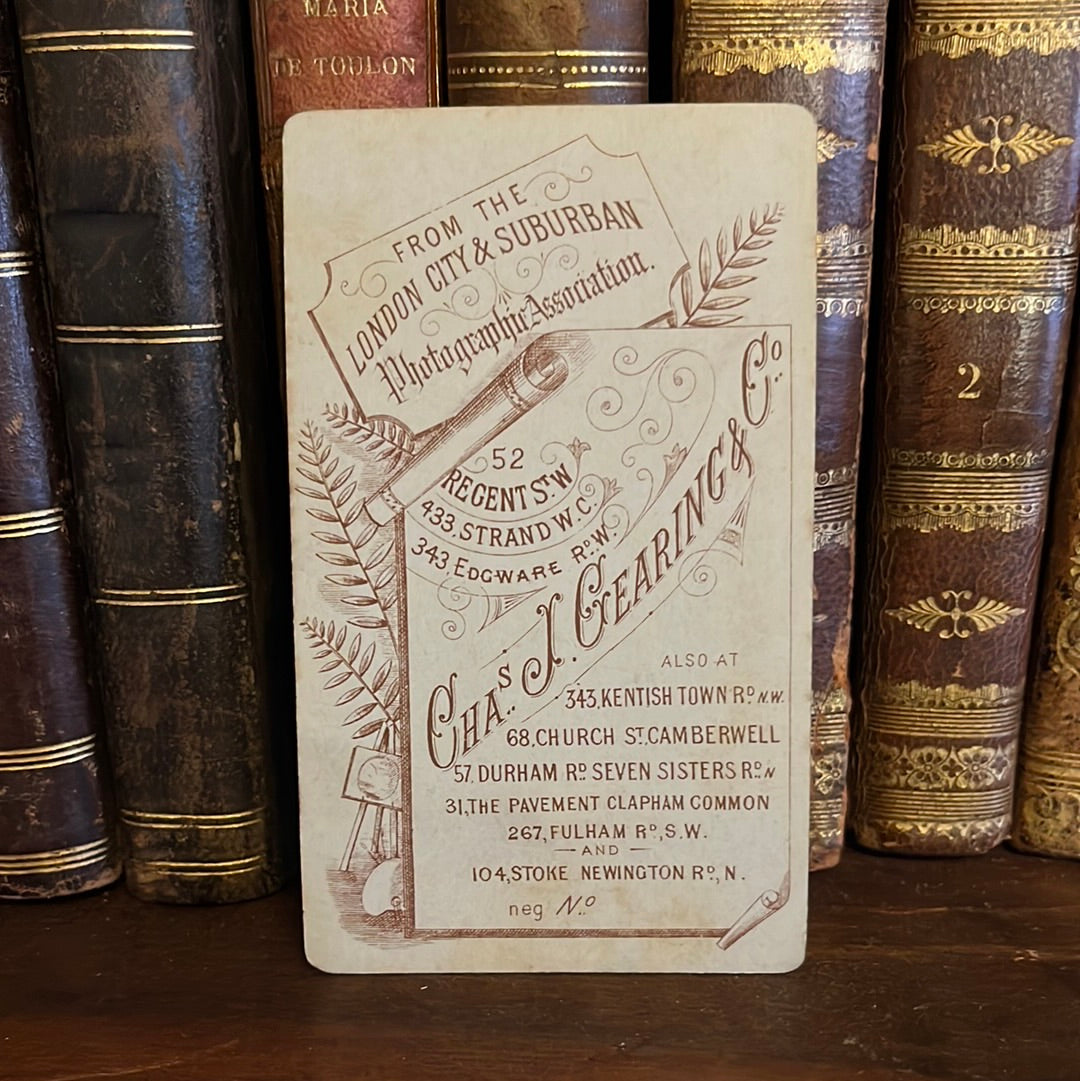 MARIA
DE TOULON
2
FROM THE
LONDON CITY & SUBURBAN
Photographic Association.
52
REGENT ST. W
433, STRAND W.C.
343, EDGWARE RD. W.
CHAS. J. GEARING & Co.
ALSO AT
343, KENTISH TOWN RD. N.W.
68, CHURCH ST. CAMBERWELL
57, DURHAM RD. SEVEN SISTERS RD. N
31, THE PAVEMENT CLAPHAM COMMON
267, FULHAM RD., S.W.
— AND —
104, STOKE NEWINGTON RD., N.
neg No